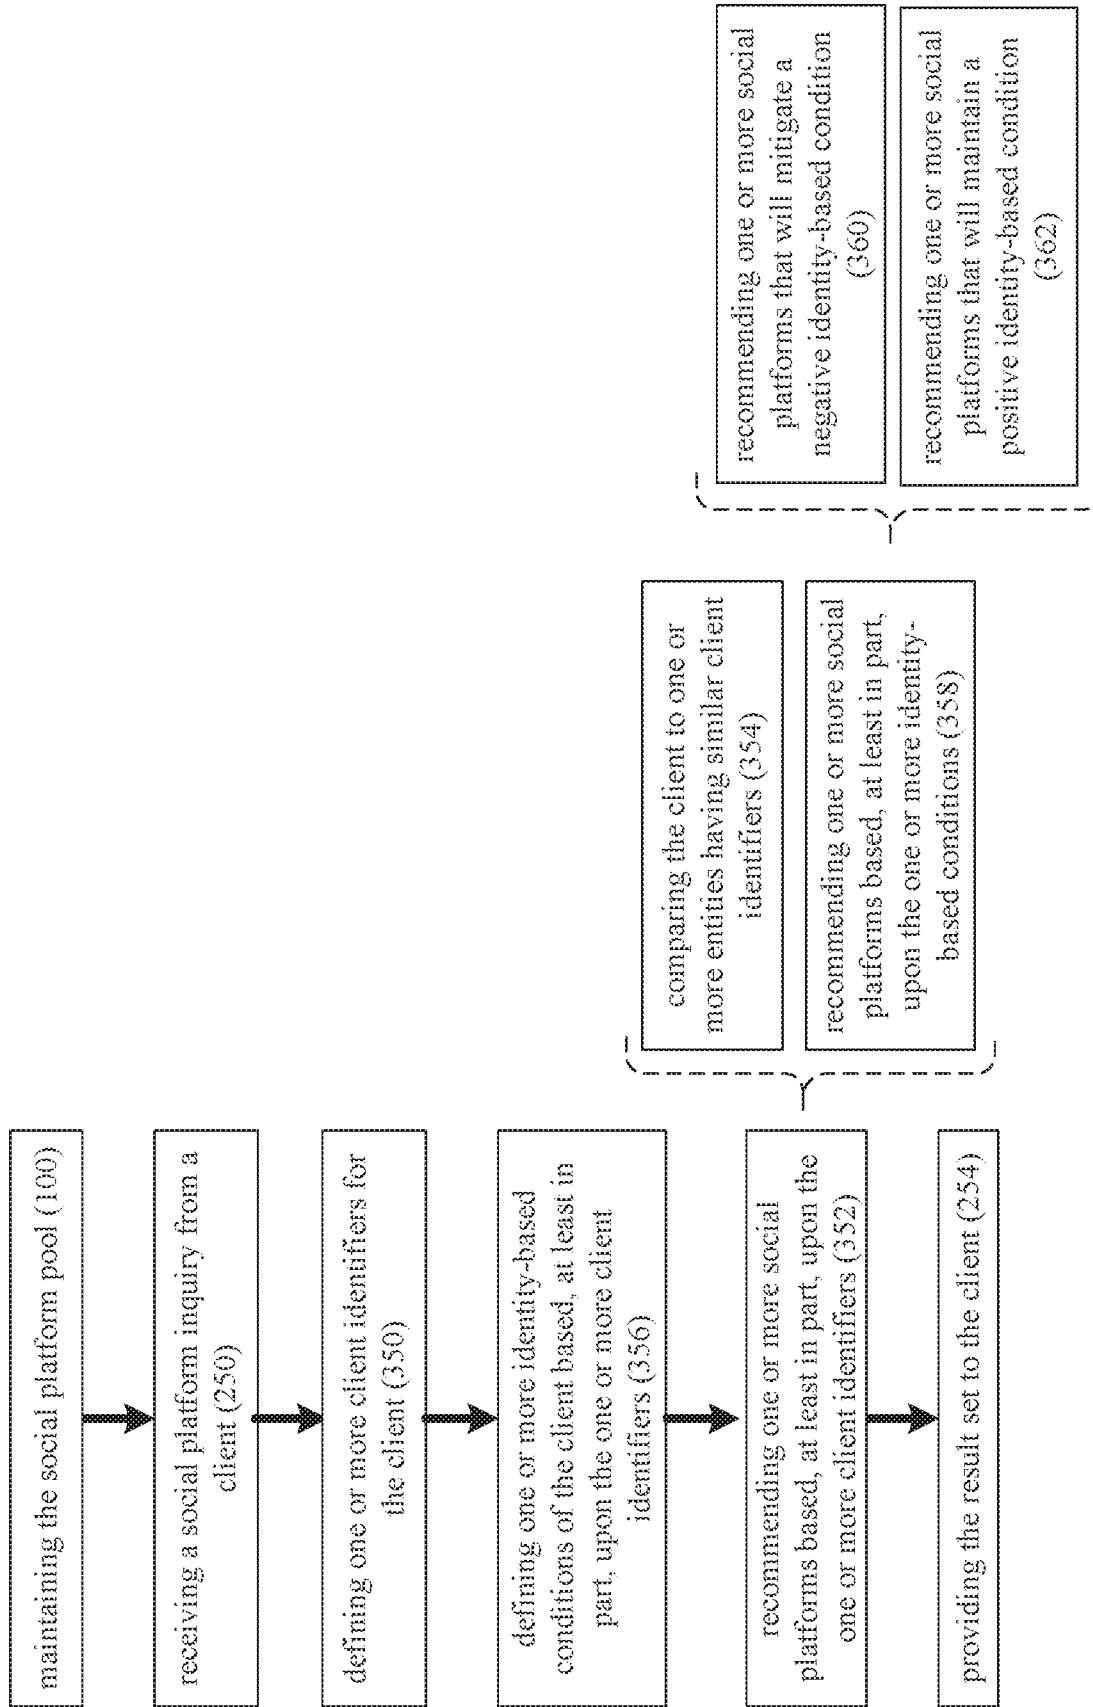 maintaining the social platform pool (100)
receiving a social platform inquiry from a
client (250)
defining one or more client identifiers for
the client (350)
defining one or more identity-based
conditions of the client based, at least in
part, upon the one or more client
identifiers (356)
recommending one or more social
platforms based, at least in part, upon the
one or more client identifiers (352)
providing the result set to the client (254)
comparing the client to one or
more entities having similar client
identifiers (354)
recommending one or more social
platforms based, at least in part,
upon the one or more identity-
based conditions (358)
recommending one or more social
platforms that will mitigate a
negative identity-based condition
(360)
recommending one or more social
platforms that will maintain a
positive identity-based condition
(362)